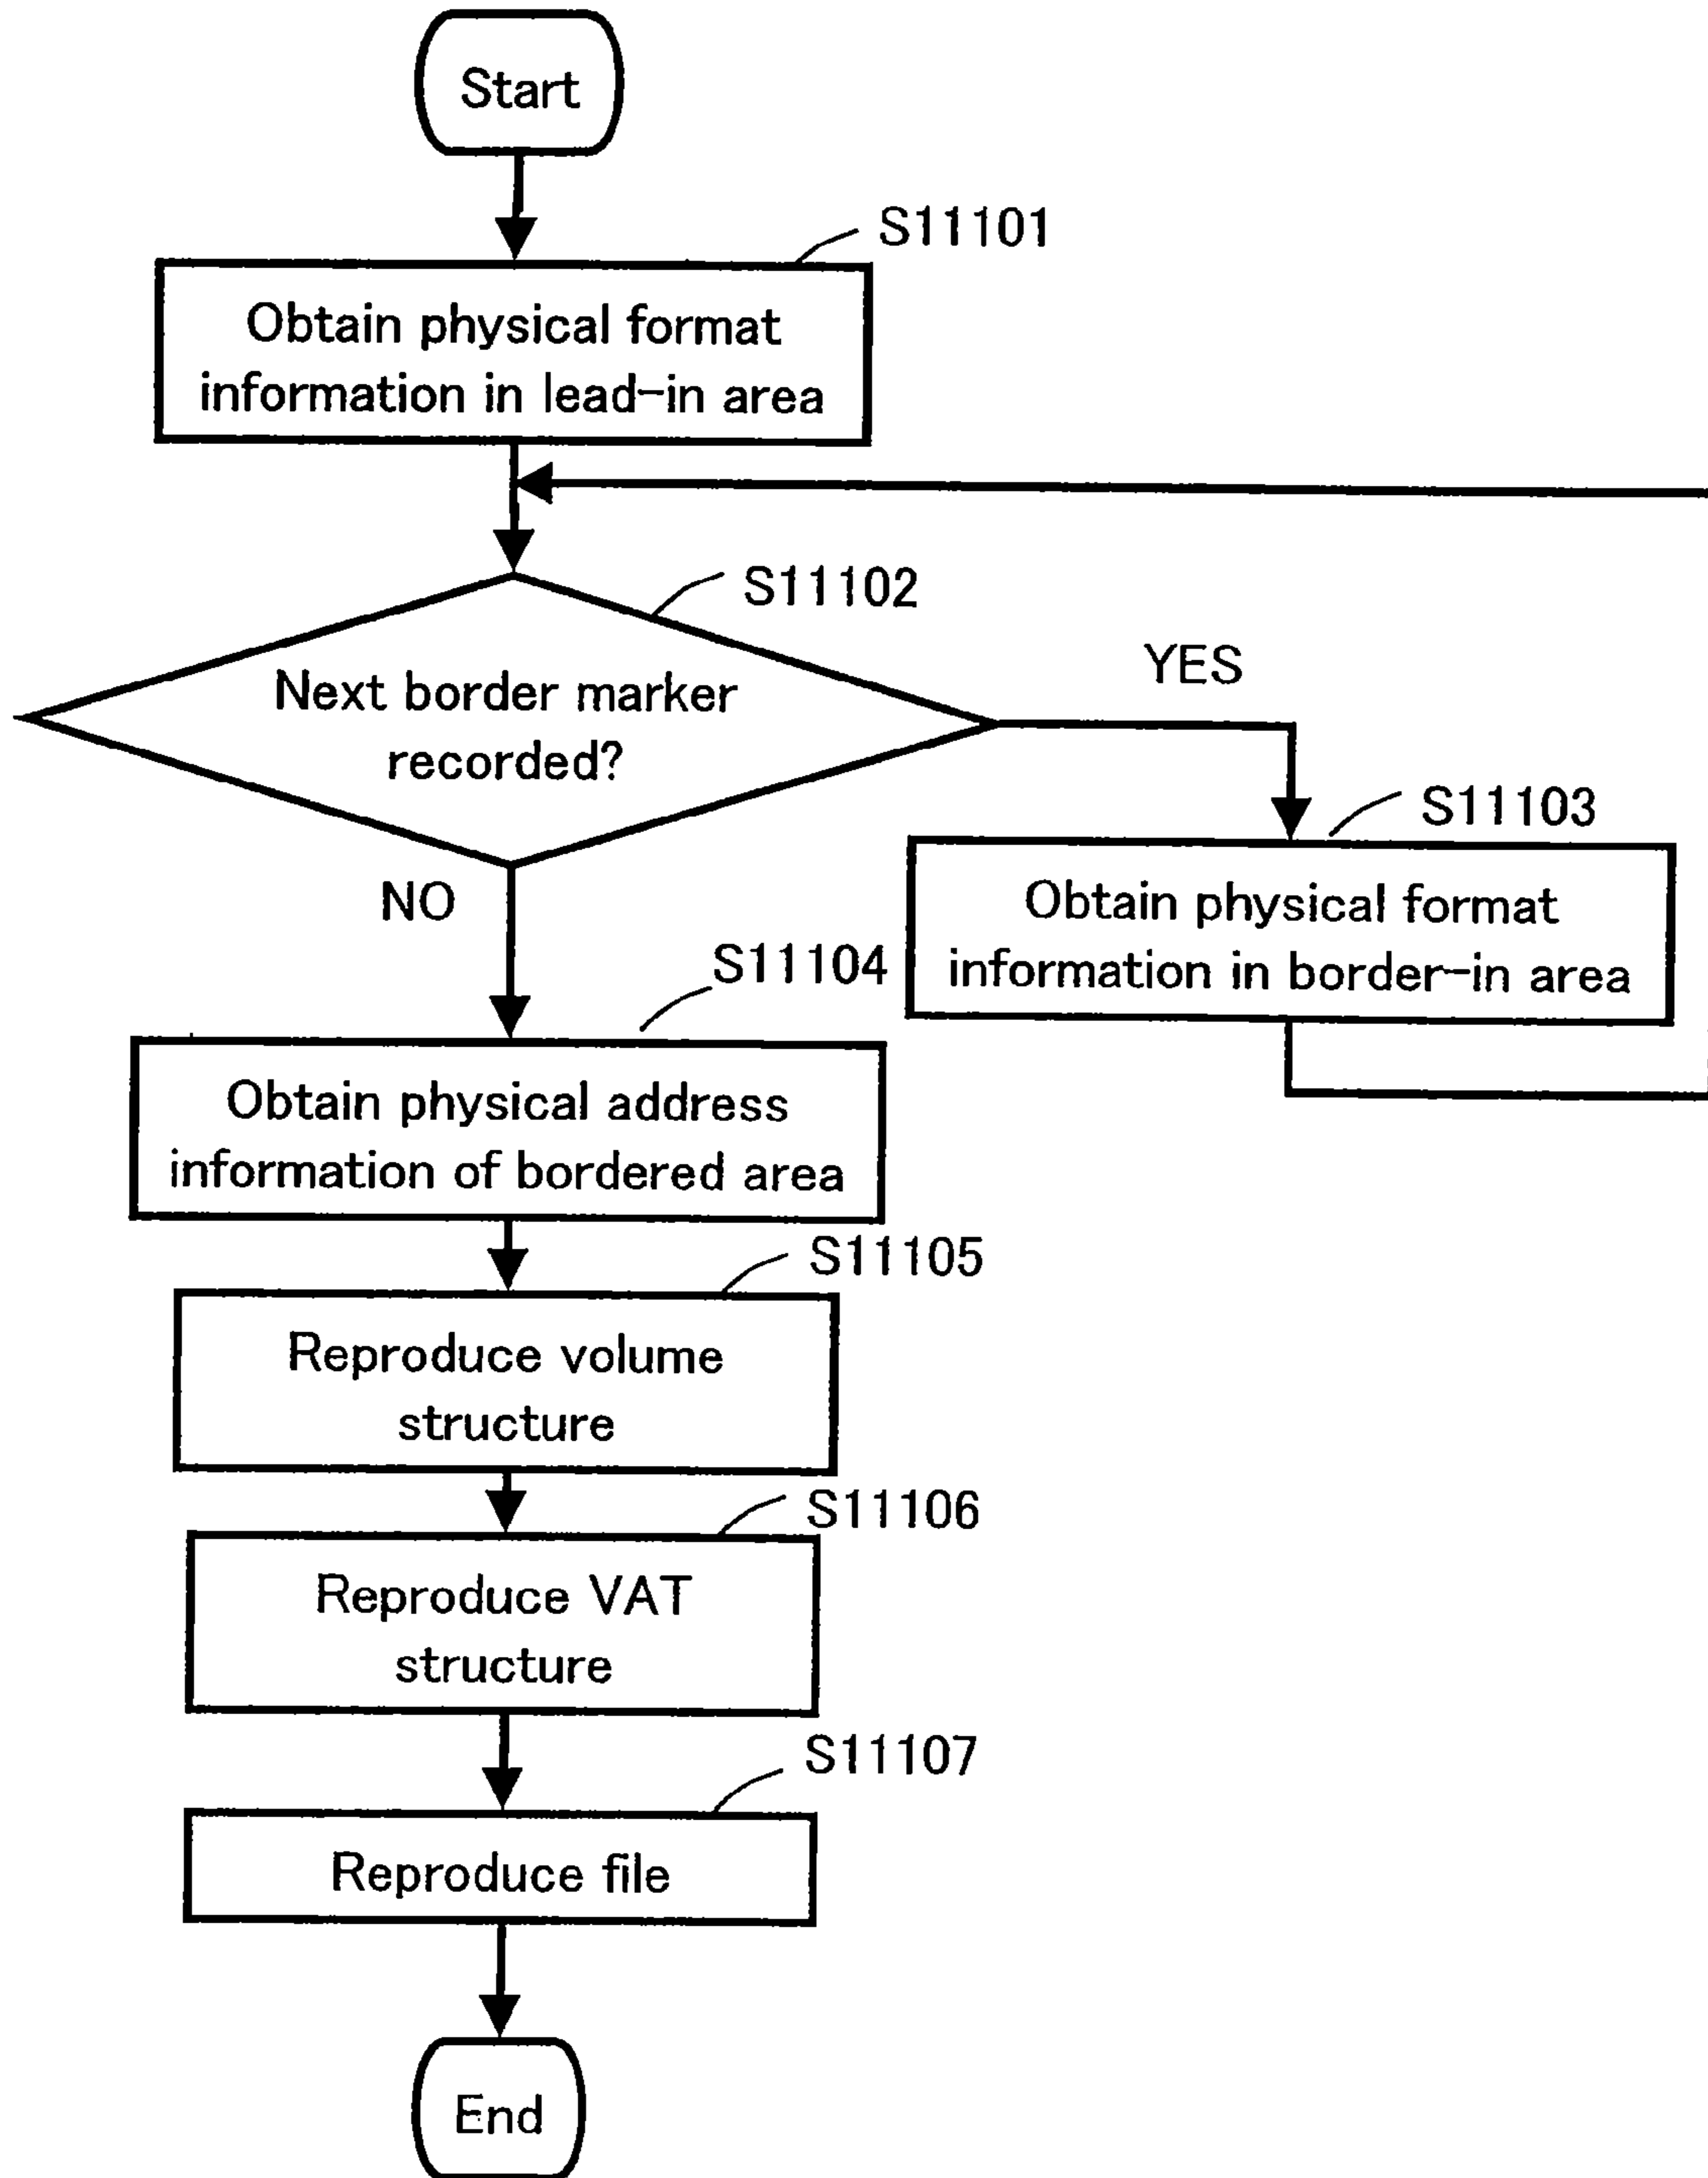 Start
S11101
Obtain physical format
information in lead-in area
S11102
Next border marker
recorded?
YES
NO
S11103
Obtain physical format
information in border-in area
S11104
Obtain physical address
information of bordered area
S11105
Reproduce volume
structure
S11106
Reproduce VAT
structure
S11107
Reproduce file
End